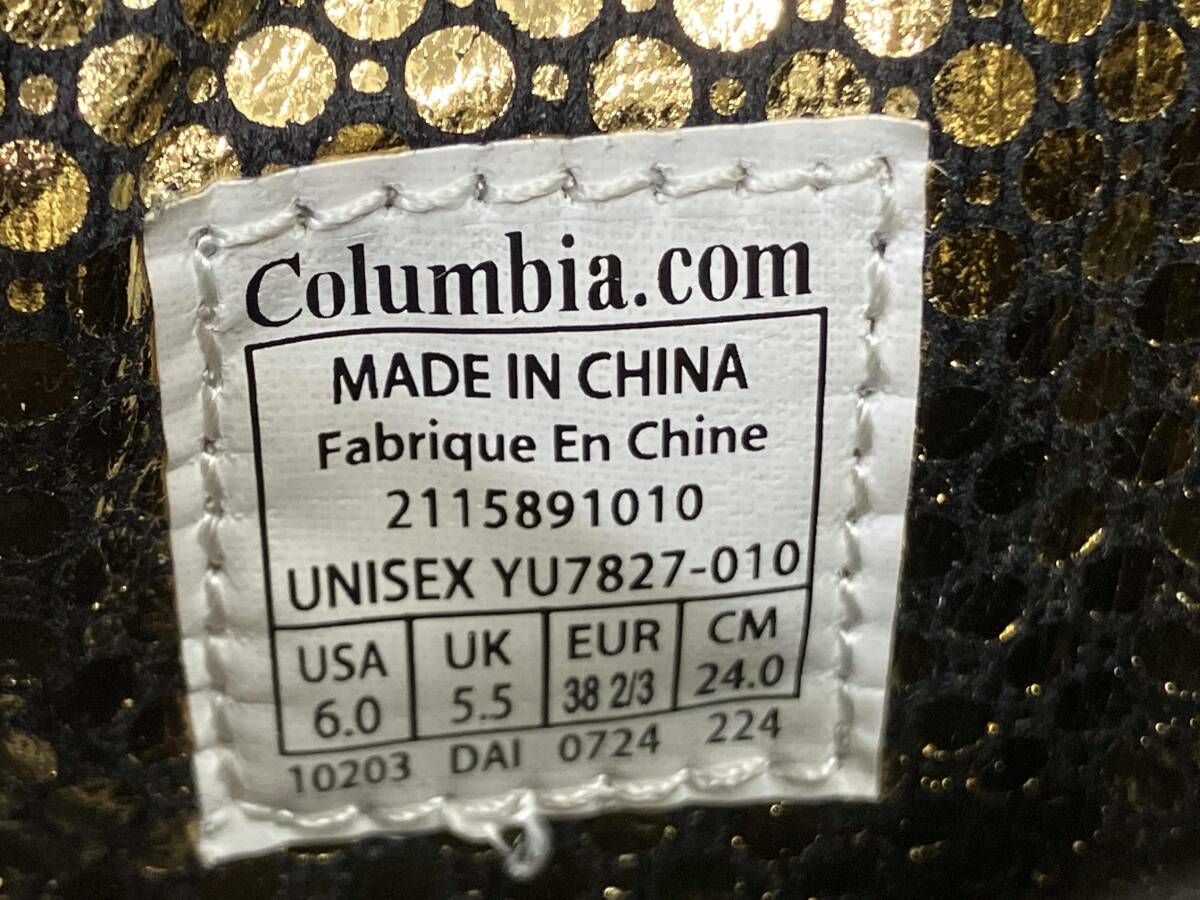 Columbia.com
MADE IN CHINA
Fabrique En Chine
2115891010
UNISEX YU7827-010
USA UK EUR CM
6.0 5.5 38 2/3 24.0
10203 DAI 0724 224